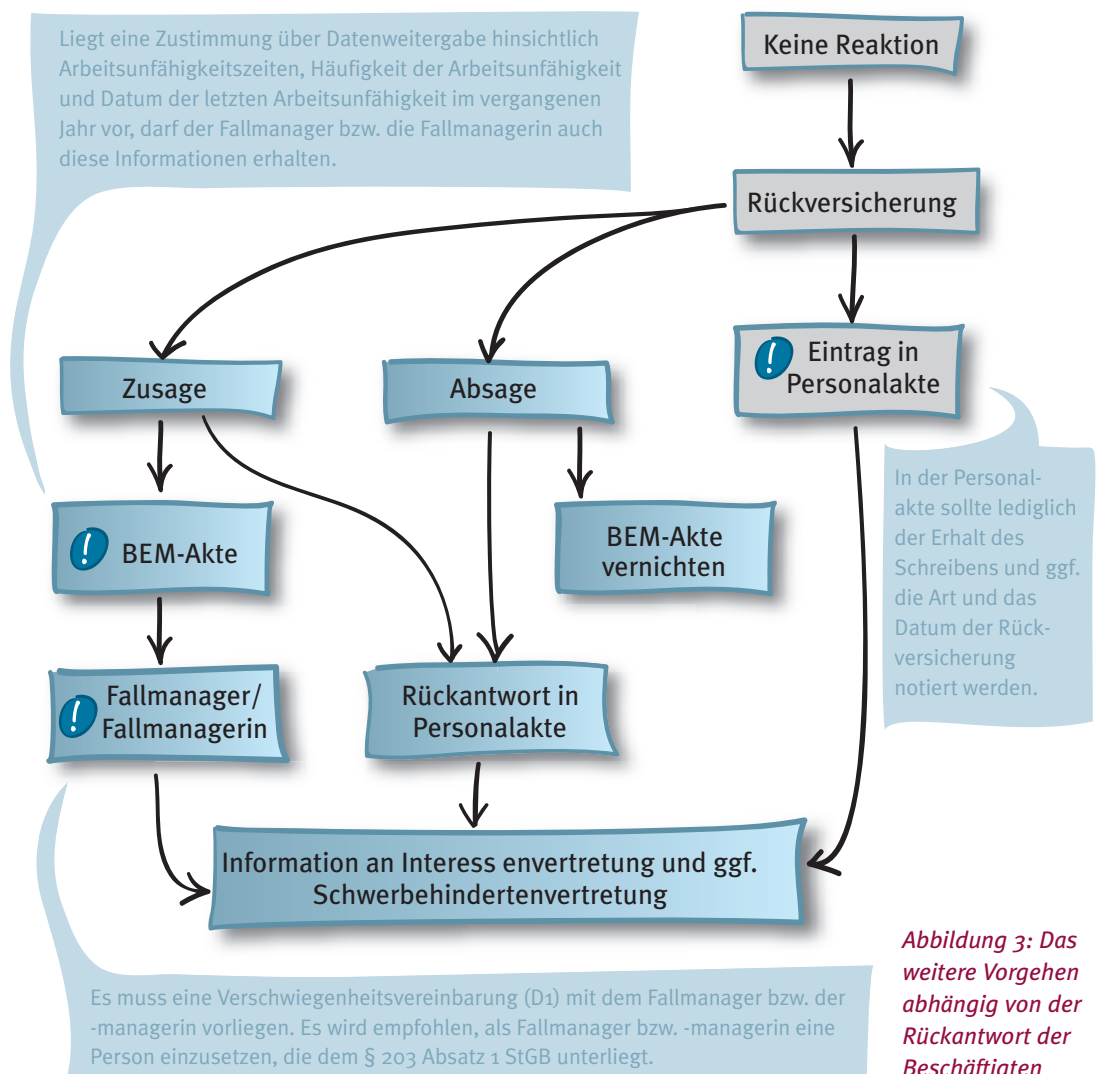 Liegt eine Zustimmung über Datenweitergabe hinsichtlich
Arbeitsunfähigkeitszeiten, Häufigkeit der Arbeitsunfähigkeit
und Datum der letzten Arbeitsunfähigkeit im vergangenen
Jahr vor, darf der Fallmanager bzw. die Fallmanagerin auch
diese Informationen erhalten.
Keine Reaktion
Rückversicherung
Zusage
Absage
! Eintrag in
Personalakte
! BEM-Akte
BEM-Akte
vernichten
In der Personal-
akte sollte lediglich
der Erhalt des
Schreibens und ggf.
die Art und das
Datum der Rück-
versicherung
notiert werden.
! Fallmanager/
Fallmanagerin
Rückantwort in
Personalakte
Information an Interess envertretung und ggf.
Schwerbehindertenvertretung
Es muss eine Verschwiegenheitsvereinbarung (D1) mit dem Fallmanager bzw. der
-managerin vorliegen. Es wird empfohlen, als Fallmanager bzw. -managerin eine
Person einzusetzen, die dem § 203 Absatz 1 StGB unterliegt.
Abbildung 3: Das
weitere Vorgehen
abhängig von der
Rückantwort der
Beschäftigten